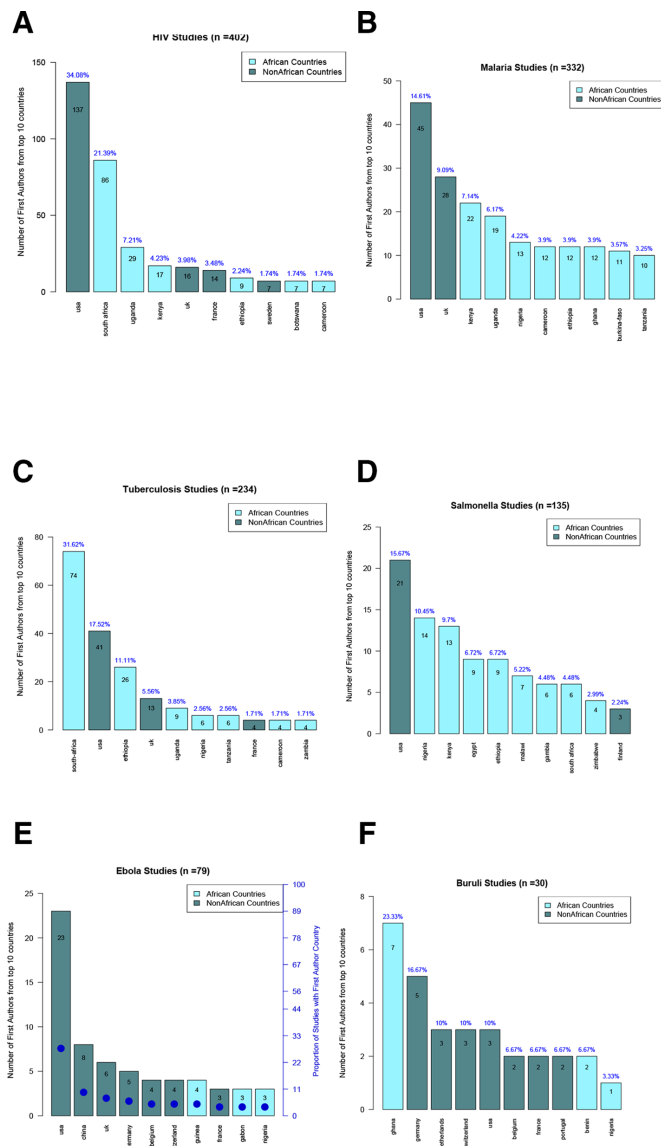 A
HIV Studies (n =402)
African Countries
NonAfrican Countries
Number of First Authors from top 10 countries
150
100
50
0
34.08%
21.39%
7.21%
4.23%
3.98%
3.48%
2.24%
1.74%
1.74%
1.74%
137
86
29
17
16
14
9
7
7
7
usa
south africa
uganda
kenya
uk
france
ethiopia
sweden
botswana
cameroon
B
Malaria Studies (n =332)
African Countries
NonAfrican Countries
Number of First Authors from top 10 countries
50
40
30
20
10
0
14.61%
9.09%
7.14%
6.17%
4.22%
3.9%
3.9%
3.9%
3.57%
3.25%
45
28
22
19
13
12
12
12
11
10
usa
uk
kenya
uganda
nigeria
cameroon
ethiopia
ghana
burkina-faso
tanzania
C
Tuberculosis Studies (n =234)
African Countries
NonAfrican Countries
Number of First Authors from top 10 countries
80
60
40
20
0
31.62%
17.52%
11.11%
5.56%
3.85%
2.56%
2.56%
1.71%
1.71%
1.71%
74
41
26
13
9
6
6
4
4
4
south-africa
usa
ethiopia
uk
uganda
nigeria
tanzania
france
cameroon
zambia
D
Salmonella Studies (n =135)
African Countries
NonAfrican Countries
Number of First Authors from top 10 countries
25
20
15
10
5
0
15.67%
10.45%
9.7%
6.72%
6.72%
5.22%
4.48%
4.48%
2.99%
2.24%
21
14
13
9
9
7
6
6
4
3
usa
nigeria
kenya
egypt
ethiopia
malawi
gambia
south africa
zimbabwe
finland
E
Ebola Studies (n =79)
African Countries
NonAfrican Countries
Number of First Authors from top 10 countries
25
20
15
10
5
0
23
8
6
5
4
4
4
3
3
3
usa
china
uk
ermany
belgium
tzerland
guinea
france
gabon
nigeria
100
89
78
67
56
44
33
22
11
0
Proportion of Studies with First Author Country
F
Buruli Studies (n =30)
African Countries
NonAfrican Countries
Number of First Authors from top 10 countries
8
6
4
2
0
23.33%
16.67%
10%
10%
10%
6.67%
6.67%
6.67%
6.67%
3.33%
7
5
3
3
3
2
2
2
2
1
ghana
germany
etherlands
witzerland
usa
belgium
france
portugal
benin
nigeria